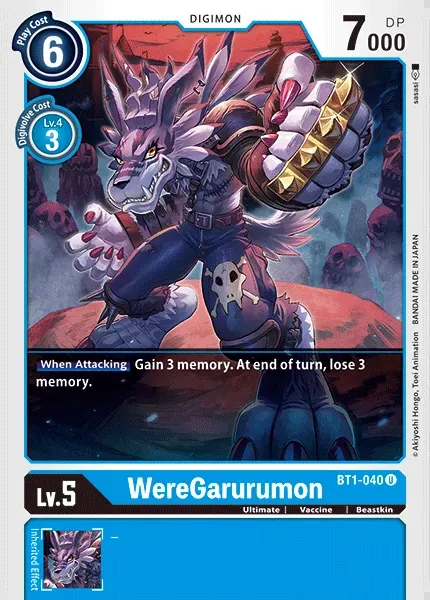 Play Cost
6
DIGIMON
7000
DP
Digivolve Cost
Lv.4
3
sasasi
© Akiyoshi Hongo, Toei Animation BANDAI MADE IN JAPAN
When Attacking Gain 3 memory. At end of turn, lose 3
memory.
Lv.5
WereGarurumon
BT1-040 U
Ultimate | Vaccine | Beastkin
Inherited Effect
–